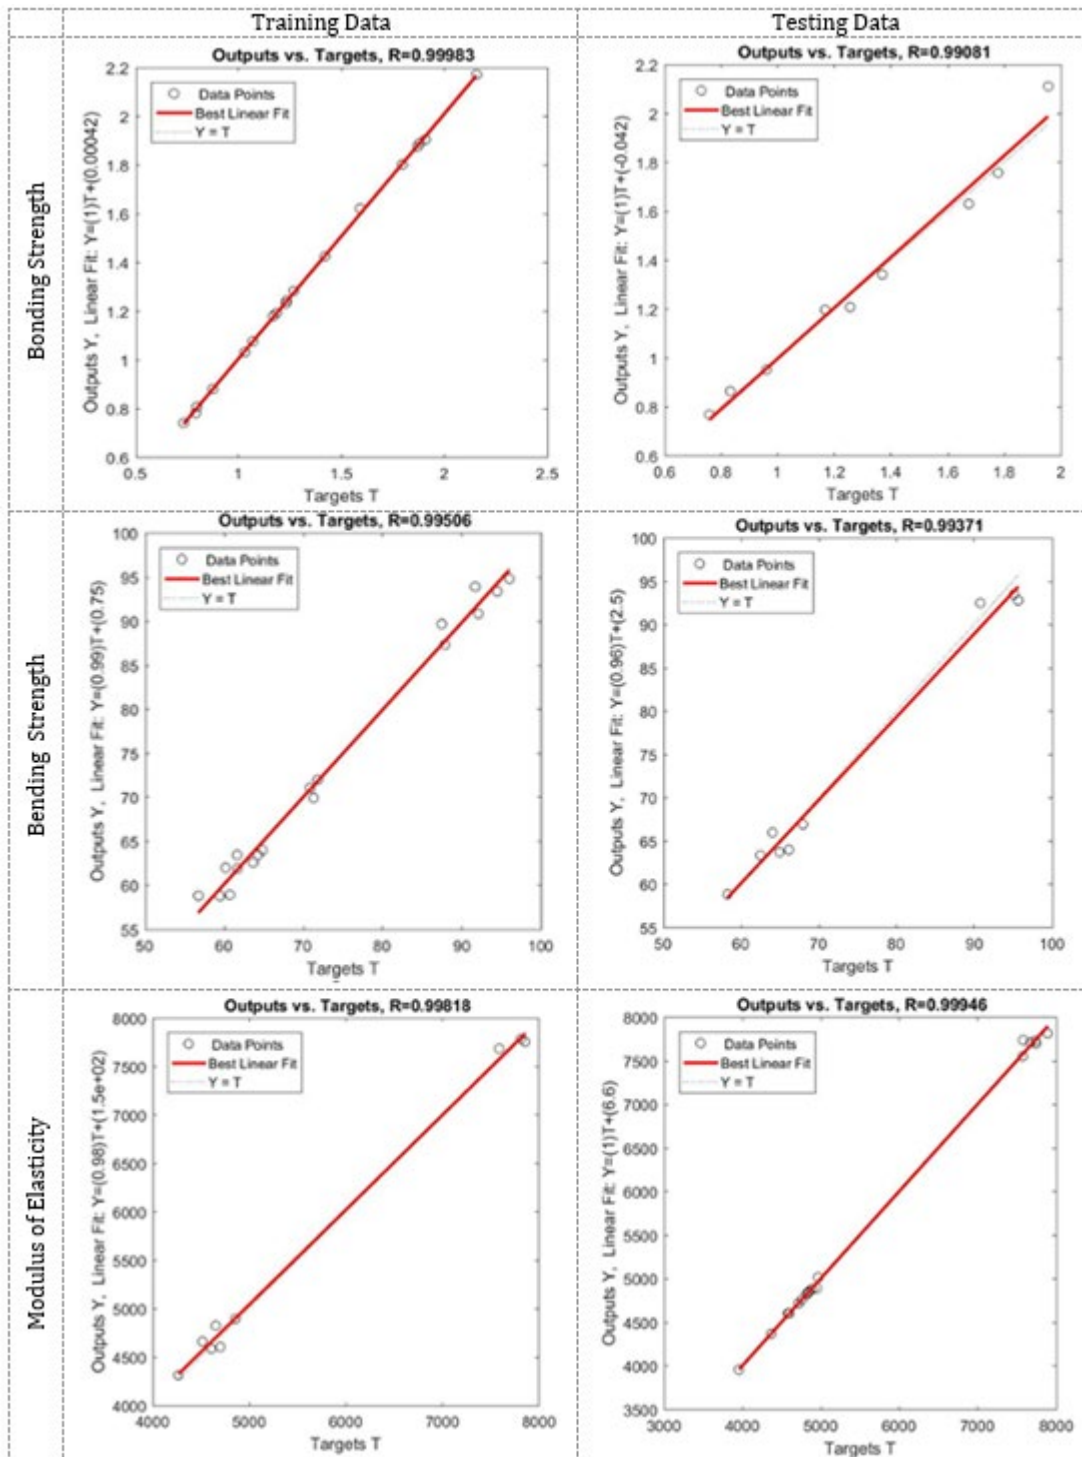 Training Data
Testing Data
Bonding Strength
Outputs vs. Targets, R=0.99983
Data Points
Best Linear Fit
Y = T
Outputs Y, Linear Fit: Y=(1)T+(0.00042)
2.2
2
1.8
1.6
1.4
1.2
1
0.8
0.6
0.5
1
1.5
2
2.5
Targets T
Outputs vs. Targets, R=0.99081
Data Points
Best Linear Fit
Y = T
Outputs Y, Linear Fit: Y=(1)T+(-0.042)
2.2
2
1.8
1.6
1.4
1.2
1
0.8
0.6
0.6
0.8
1
1.2
1.4
1.6
1.8
2
Targets T
Bending Strength
Outputs vs. Targets, R=0.99506
Data Points
Best Linear Fit
Y = T
Outputs Y, Linear Fit: Y=(0.99)T+(0.75)
100
95
90
85
80
75
70
65
60
55
50
60
70
80
90
100
Targets T
Outputs vs. Targets, R=0.99371
Data Points
Best Linear Fit
Y = T
Outputs Y, Linear Fit: Y=(0.96)T+(2.5)
100
95
90
85
80
75
70
65
60
55
50
60
70
80
90
100
Targets T
Modulus of Elasticity
Outputs vs. Targets, R=0.99818
Data Points
Best Linear Fit
Y = T
Outputs Y, Linear Fit: Y=(0.98)T+(1.5e+02)
8000
7500
7000
6500
6000
5500
5000
4500
4000
4000
5000
6000
7000
8000
Targets T
Outputs vs. Targets, R=0.99946
Data Points
Best Linear Fit
Y = T
Outputs Y, Linear Fit: Y=(1)T+(6.6)
8000
7500
7000
6500
6000
5500
5000
4500
4000
3500
3000
4000
5000
6000
7000
8000
Targets T